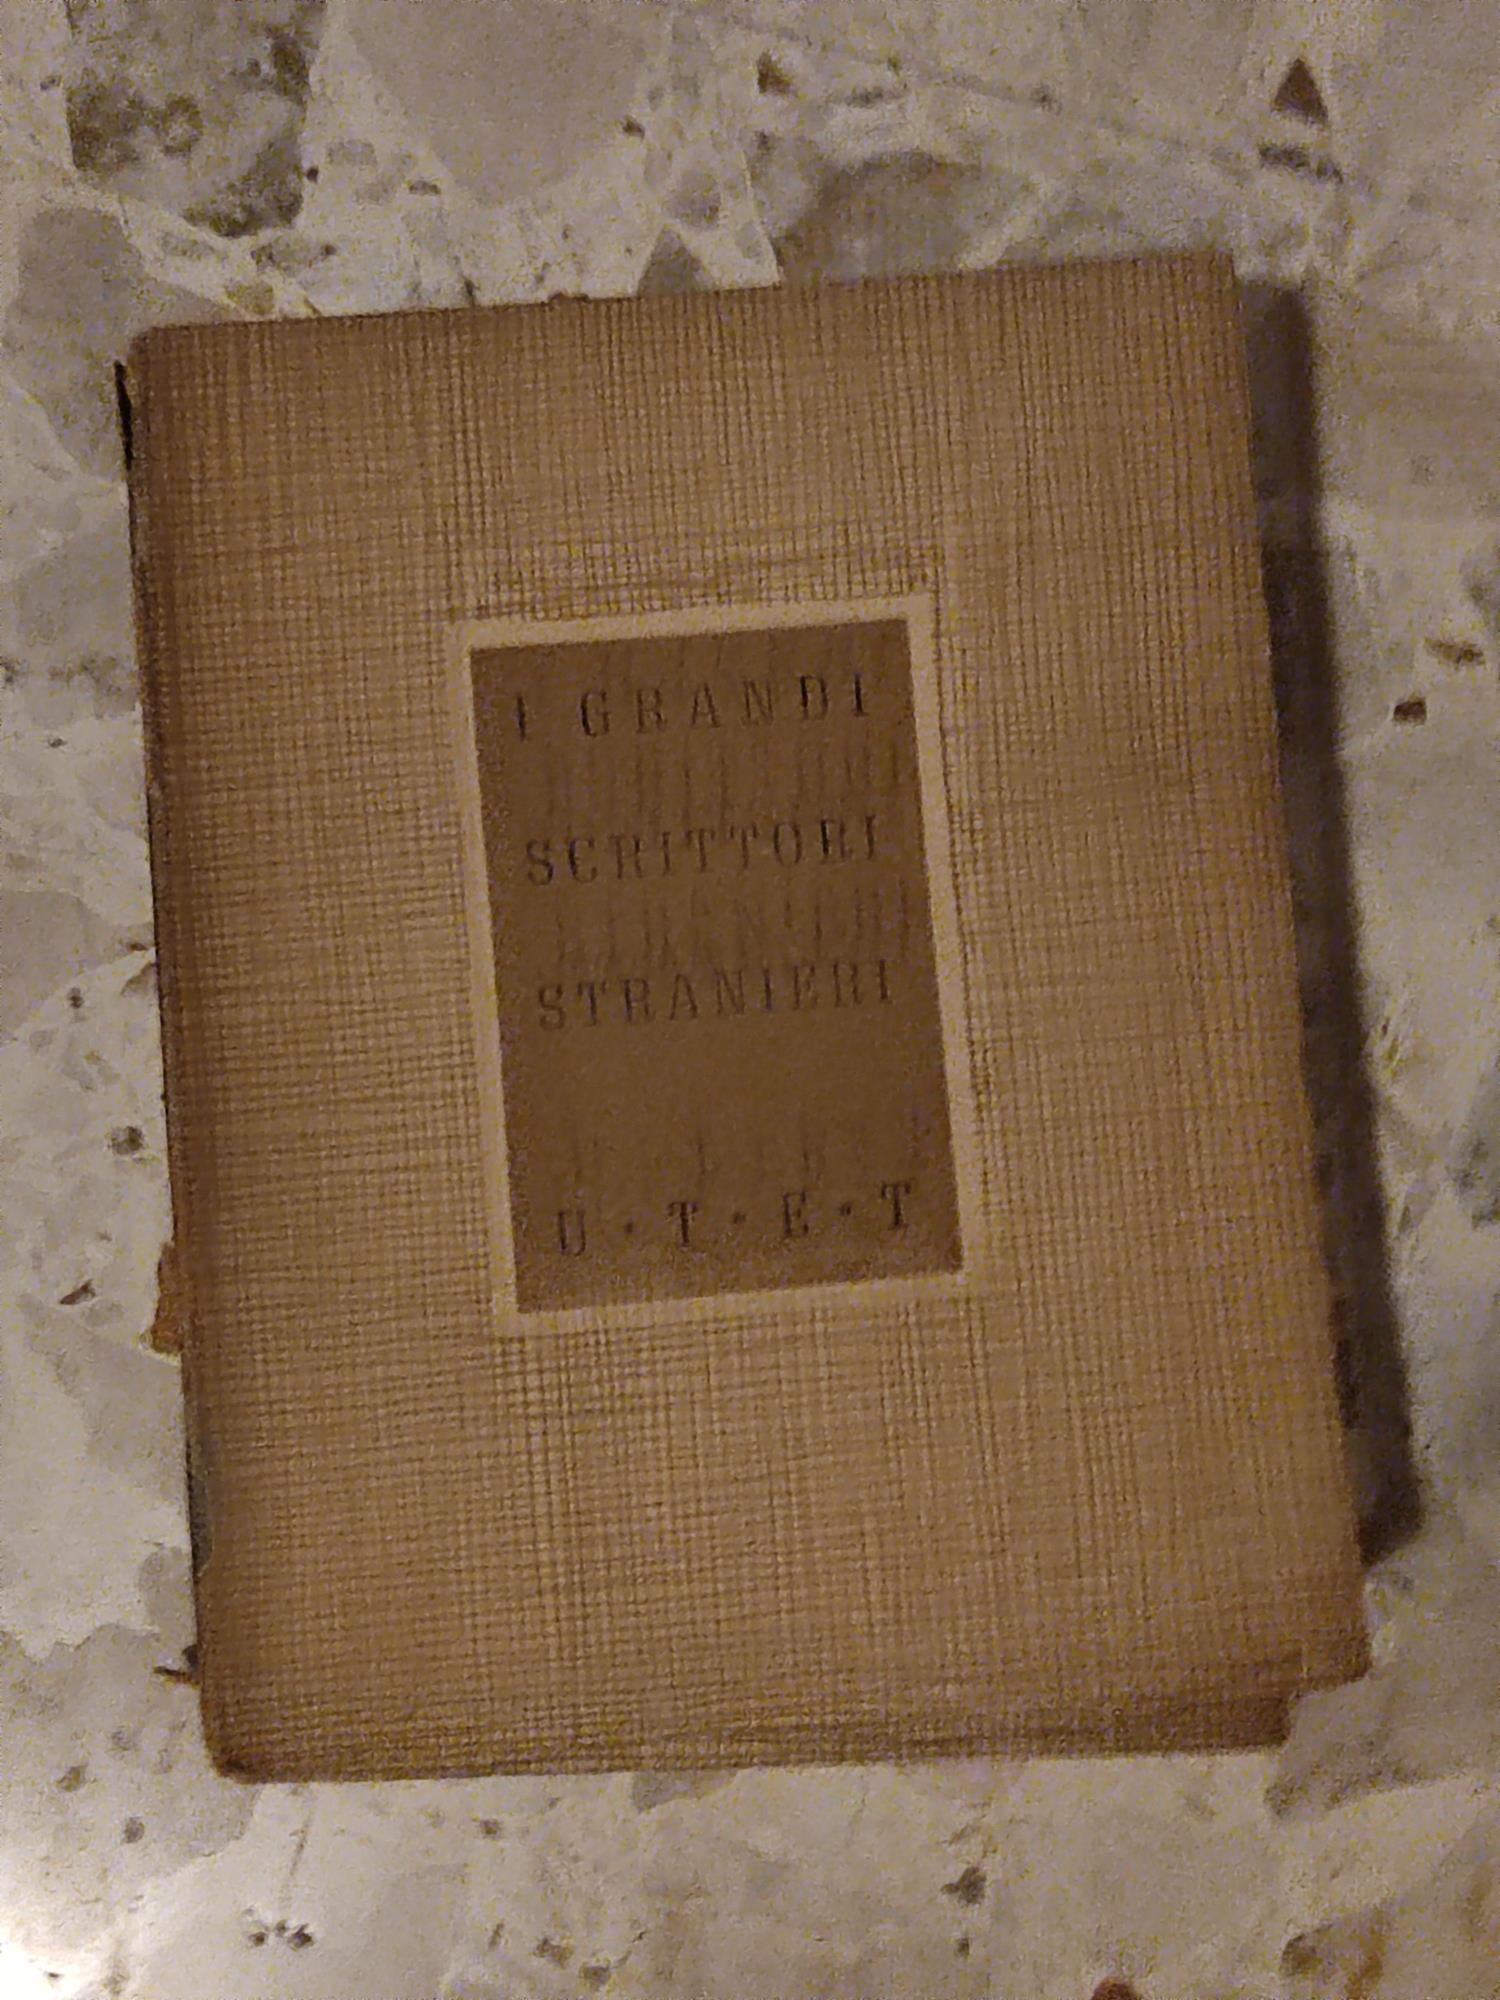 I GRANDI
SCRITTORI
STRANIERI
U·T·E·T